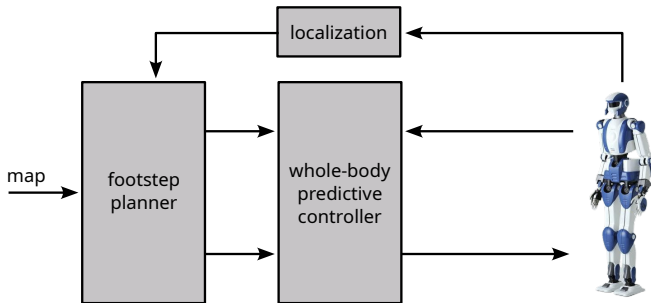 localization
map
footstep
planner
whole-body
predictive
controller